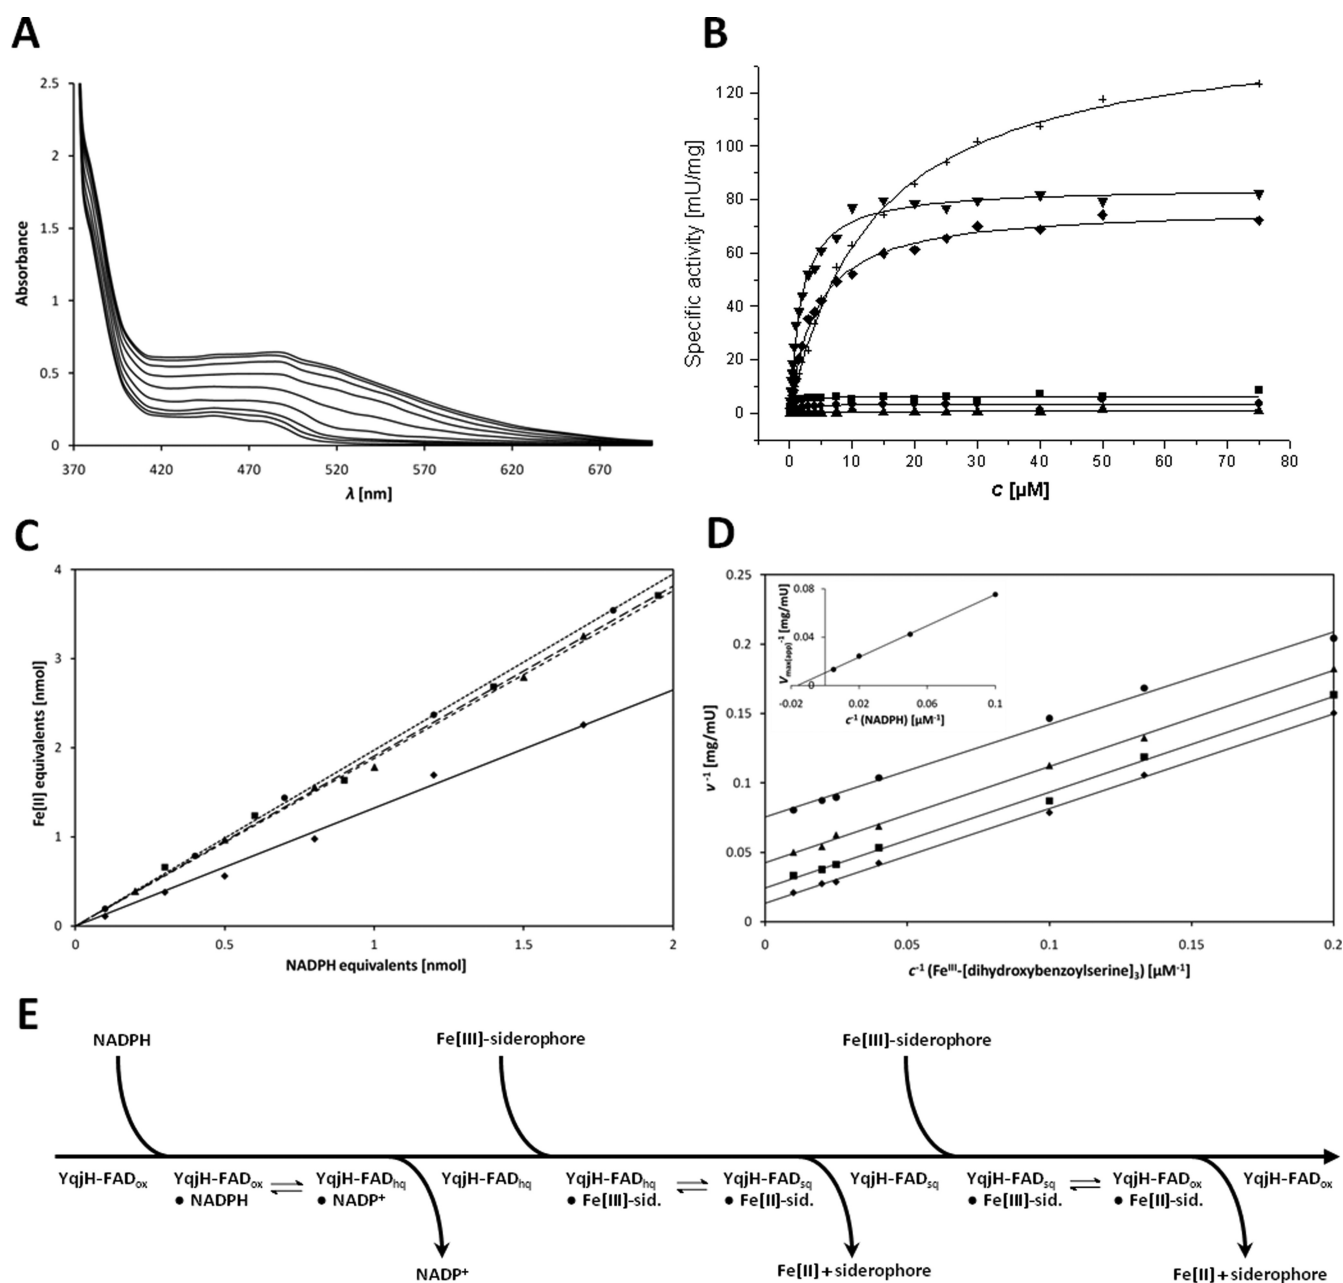 A
2.5
2
1.5
1
0.5
0
370
420
470
520
570
620
670
Absorbance
λ [nm]
B
120
100
80
60
40
20
0
0
10
20
30
40
50
60
70
80
Specific activity [mU/mg]
c [µM]
C
4
3
2
1
0
0
0.5
1
1.5
2
Fe[II] equivalents [nmol]
NADPH equivalents [nmol]
D
0.25
0.2
0.15
0.1
0.05
0
0
0.05
0.1
0.15
0.2
v⁻¹ [mg/mU]
c⁻¹ (Feᴵᴵᴵ-[dihydroxybenzoylserine]₃) [µM⁻¹]
0.08
0.04
0
-0.02
0.02
0.06
0.1
Vmax(app)⁻¹ [mg/mU]
c⁻¹ (NADPH) [µM⁻¹]
E
NADPH
Fe[III]-siderophore
Fe[III]-siderophore
YqjH-FADox
YqjH-FADox
• NADPH
YqjH-FADhq
• NADP⁺
YqjH-FADhq
YqjH-FADhq
• Fe[III]-sid.
YqjH-FADsq
• Fe[II]-sid.
YqjH-FADsq
YqjH-FADsq
• Fe[III]-sid.
YqjH-FADox
• Fe[II]-sid.
YqjH-FADox
NADP⁺
Fe[II]+siderophore
Fe[II]+siderophore